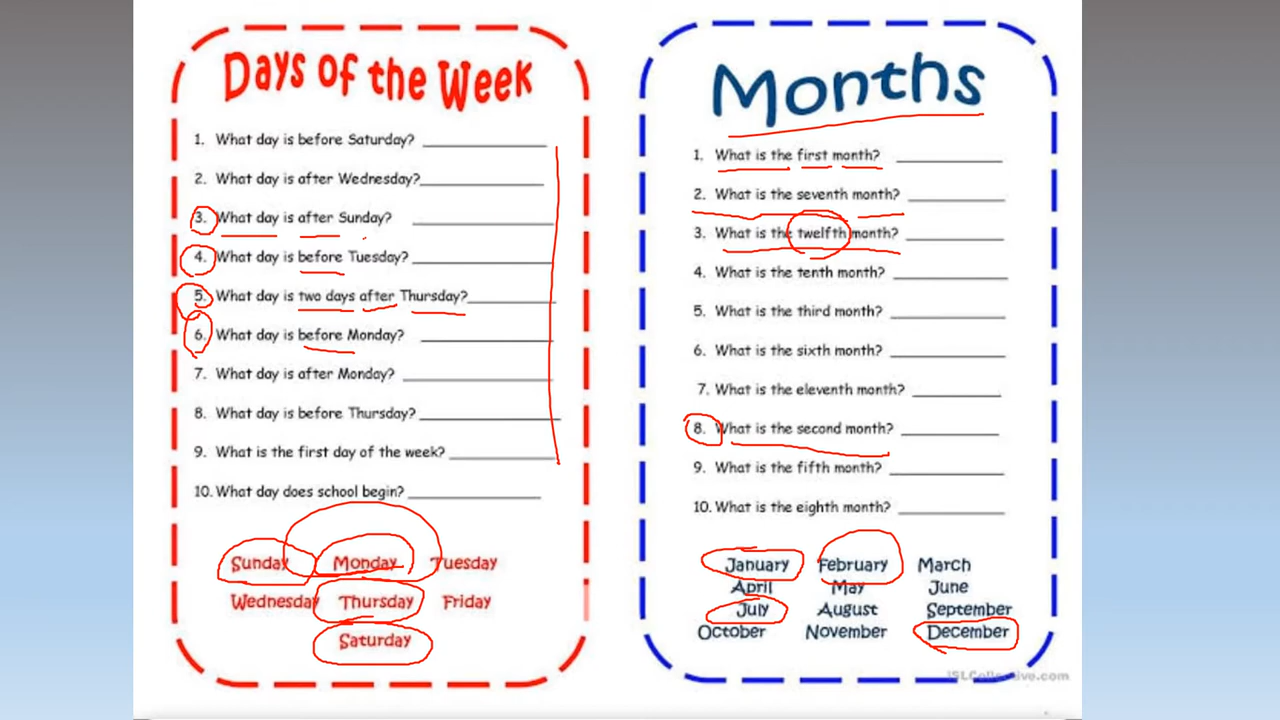 Days of the Week
1. What day is before Saturday?
2. What day is after Wednesday?
3. What day is after Sunday?
4. What day is before Tuesday?
5. What day is two days after Thursday?
6. What day is before Monday?
7. What day is after Monday?
8. What day is before Thursday?
9. What is the first day of the week?
10. What day does school begin?
Sunday Monday Tuesday
Wednesday Thursday Friday
Saturday
Months
1. What is the first month?
2. What is the seventh month?
3. What is the twelfth month?
4. What is the tenth month?
5. What is the third month?
6. What is the sixth month?
7. What is the eleventh month?
8. What is the second month?
9. What is the fifth month?
10. What is the eighth month?
January February March
April May June
July August September
October November December
iSLCollective.com